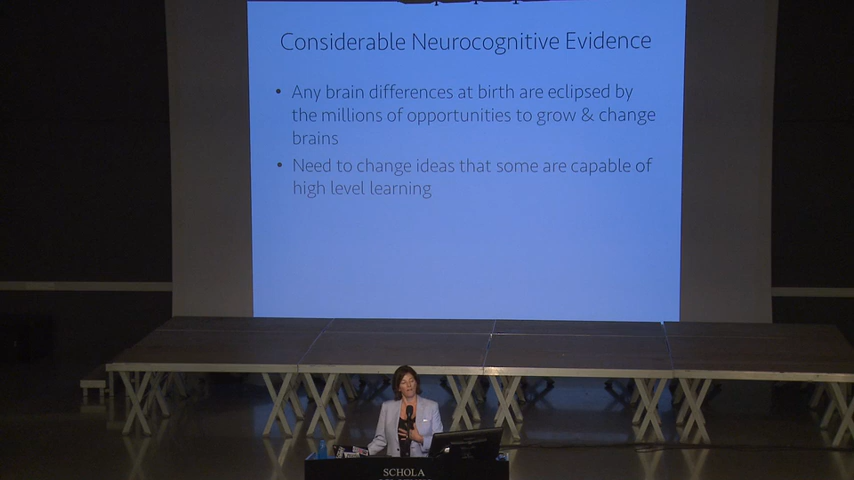 Considerable Neurocognitive Evidence
• Any brain differences at birth are eclipsed by
the millions of opportunities to grow & change
brains
• Need to change ideas that some are capable of
high level learning
SCHOLA